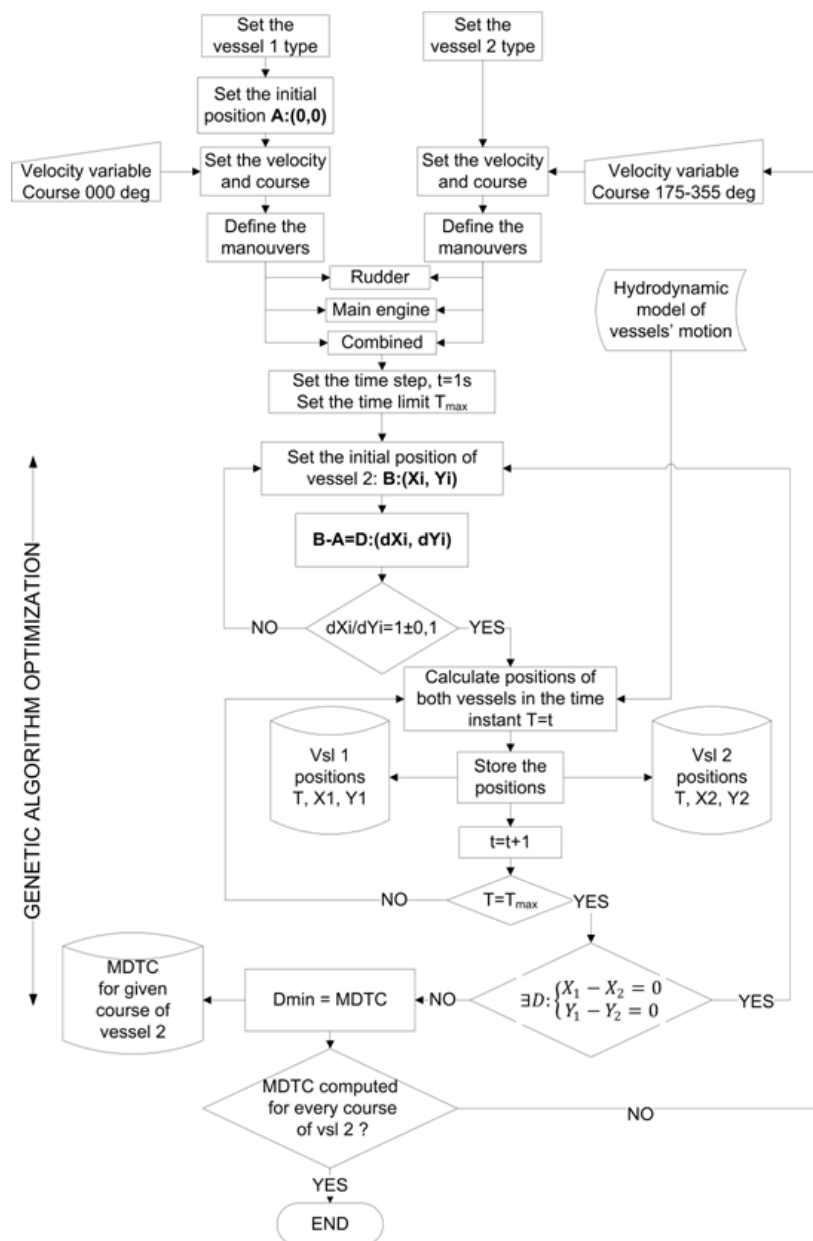 Set the
vessel 1 type
Set the
vessel 2 type
Set the initial
position A:(0,0)
Velocity variable
Course 000 deg
Set the velocity
and course
Set the velocity
and course
Velocity variable
Course 175-355 deg
Define the
manouvers
Define the
manouvers
Rudder
Main engine
Combined
Hydrodynamic
model of
vessels' motion
Set the time step, t=1s
Set the time limit Tmax
Set the initial position of
vessel 2: B:(Xi, Yi)
B-A=D:(dXi, dYi)
NO
dXi/dYi=1±0,1
YES
Calculate positions of
both vessels in the time
instant T=t
Vsl 1
positions
T, X1, Y1
Store the
positions
Vsl 2
positions
T, X2, Y2
t=t+1
NO
T=Tmax
YES
GENETIC ALGORITHM OPTIMIZATION
MDTC
for given
course of
vessel 2
Dmin = MDTC
NO
∃D:{X₁ − X₂ = 0
Y₁ − Y₂ = 0
YES
MDTC computed
for every course
of vsl 2 ?
NO
YES
END